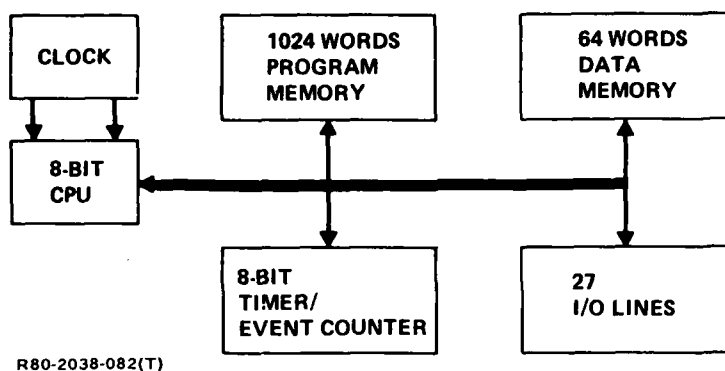 CLOCK
1024 WORDS
PROGRAM
MEMORY
64 WORDS
DATA
MEMORY
8-BIT
CPU
8-BIT
TIMER/
EVENT COUNTER
27
I/O LINES
R80-2038-082(T)